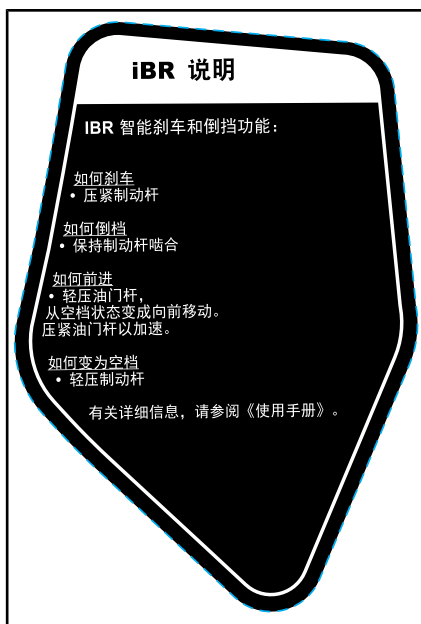 iBR 说明
IBR 智能刹车和倒挡功能：
如何刹车
• 压紧制动杆
如何倒档
• 保持制动杆啮合
如何前进
• 轻压油门杆，
从空档状态变成向前移动。
压紧油门杆以加速。
如何变为空档
• 轻压制动杆
有关详细信息，请参阅《使用手册》。